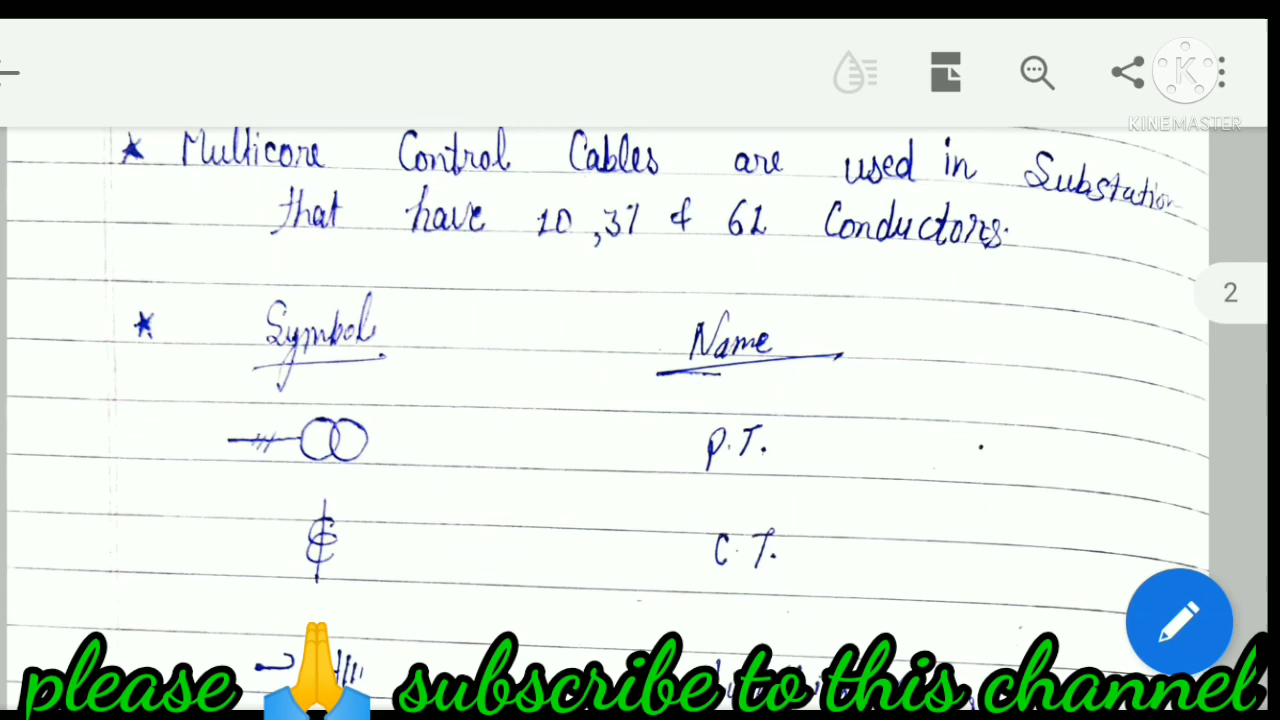 KINEMASTER
★ Multicore Control Cables are used in Substation
that have 10, 37 & 61 Conductores.
2
★ Symbol Name
P.T.
C.T.
please 🙏 subscribe to this channel